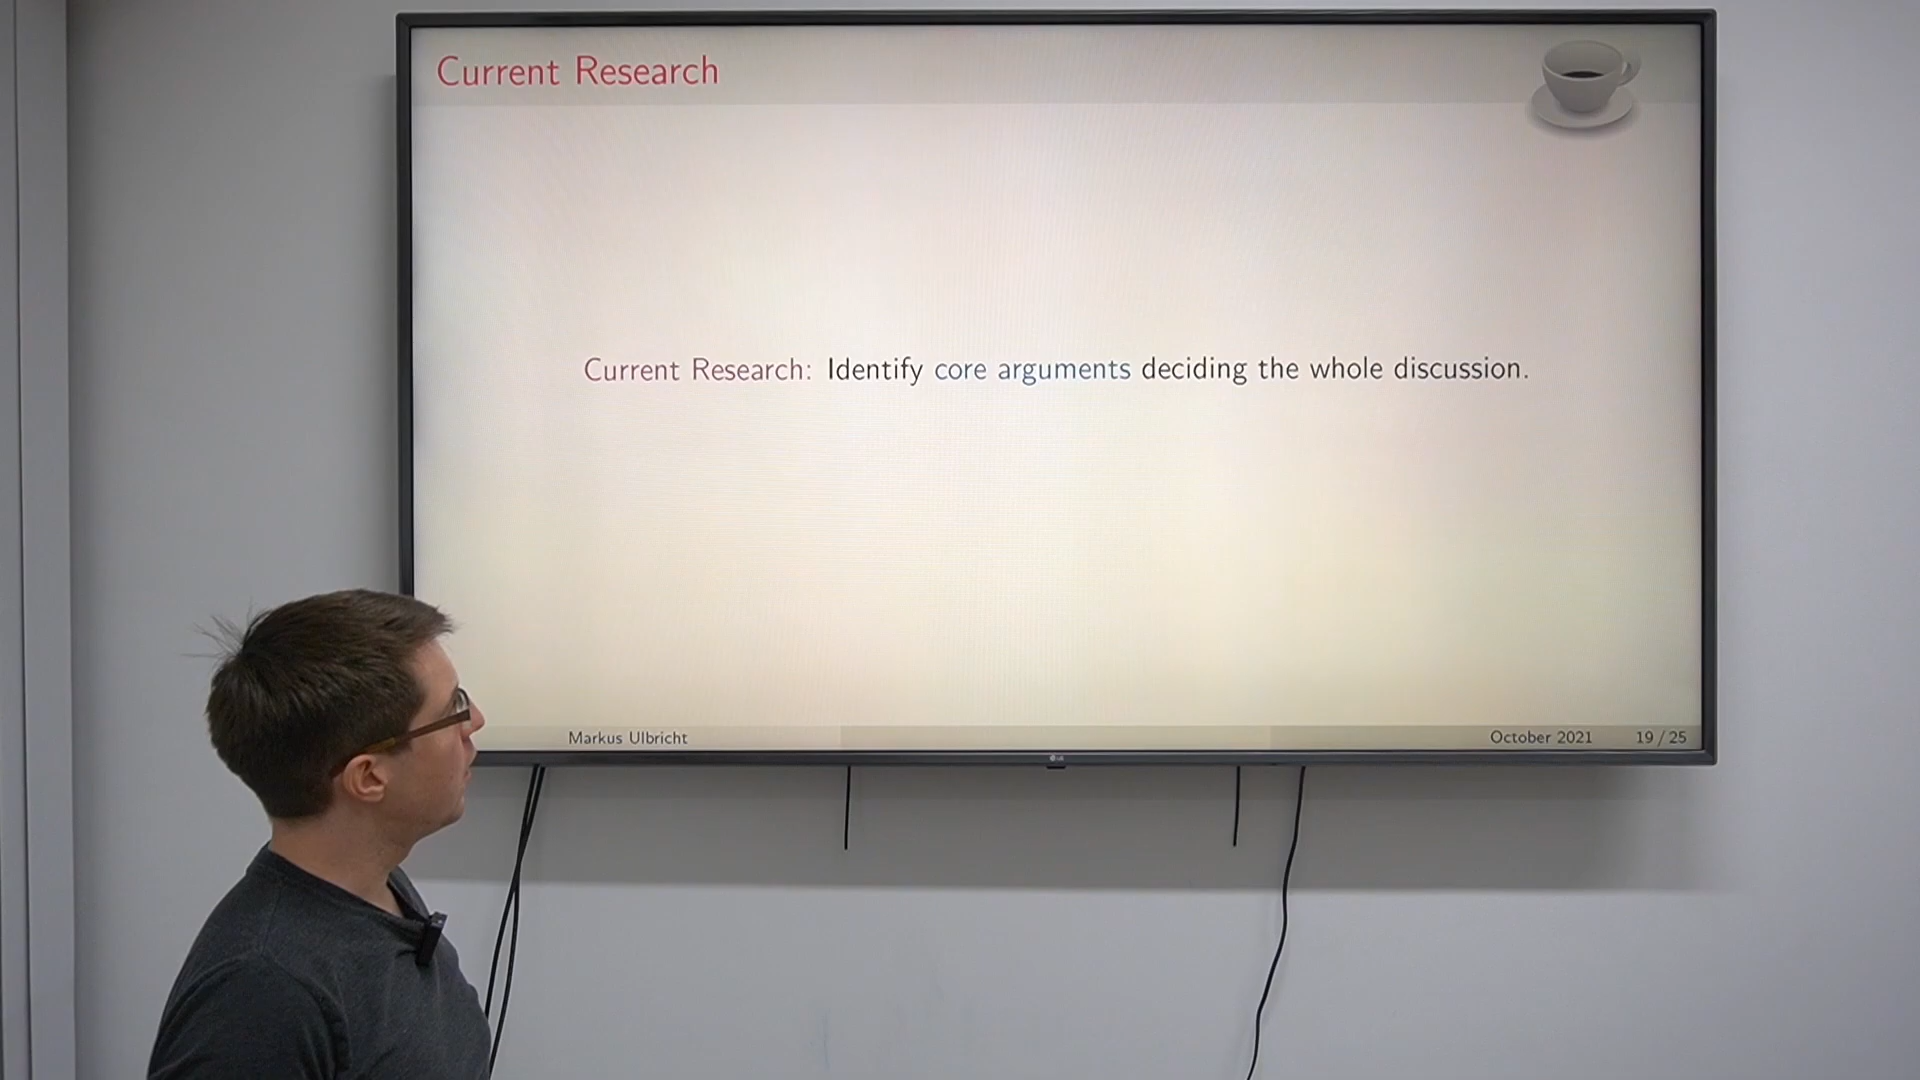 Current Research
Current Research: Identify core arguments deciding the whole discussion.
Markus Ulbricht
October 2021
19 / 25